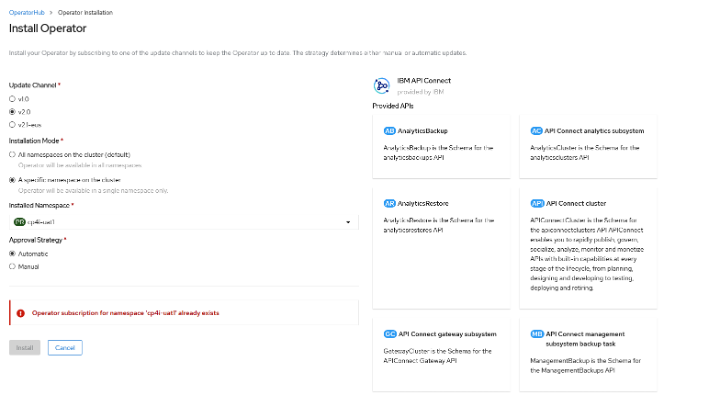 OperatorHub > Operator Installation
Install Operator
Install your Operator by subscribing to one of the update channels to keep the Operator up to date. The strategy determines either manual or automatic updates.
Update Channel *
v1.0
v2.0
v2.1-eus
Installation Mode *
All namespaces on the cluster (default)
Operator will be available in all namespaces.
A specific namespace on the cluster
Operator will be available in a single namespace only.
Installed Namespace *
PR cp4i-uat1
Approval Strategy *
Automatic
Manual
Operator subscription for namespace 'cp4i-uat1' already exists
Install
Cancel
IBM API Connect
provided by IBM
Provided APIs
AB AnalyticsBackup
AnalyticsBackup is the Schema for the
analyticsbackups API
AC API Connect analytics subsystem
AnalyticsCluster is the Schema for the
analyticsclusters API
AR AnalyticsRestore
AnalyticsRestore is the Schema for the
analyticsrestores API
API API Connect cluster
APIConnectCluster is the Schema for
the apiconnectclusters API APIConnect
enables you to rapidly publish, govern,
socialize, analyze, monitor and monetize
APIs with built-in capabilities at every
stage of the lifecycle, from planning,
designing and developing to testing,
deploying and retiring.
GC API Connect gateway subsystem
GatewayCluster is the Schema for the
APIConnect Gateway API
MB API Connect management
subsystem backup task
ManagementBackup is the Schema for
the ManagementBackups API